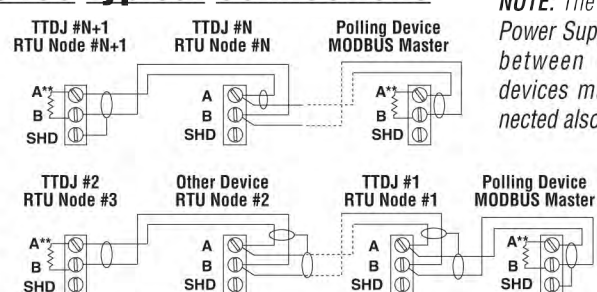 NOTE: The
Power Sup
between
devices m
nected also
TTDJ #N+1
RTU Node #N+1
TTDJ #N
RTU Node #N
Polling Device
MODBUS Master
A**
B
SHD
A
B
SHD
A**
B
SHD
TTDJ #2
RTU Node #3
Other Device
RTU Node #2
TTDJ #1
RTU Node #1
Polling Device
MODBUS Master
A**
B
SHD
A
B
SHD
A
B
SHD
A**
B
SHD